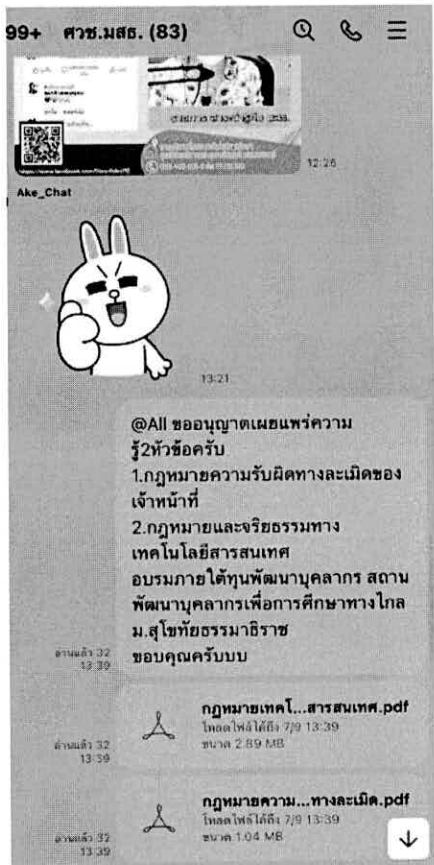 99+ ศวช.มสธ. (83)
12:26
Ake_Chat
13:21
@All ขออนุญาตเผยแพร่ความ
รู้2หัวข้อครับ
1.กฎหมายความรับผิดทางละเมิดของ
เจ้าหน้าที่
2.กฎหมายและจริยธรรมทาง
เทคโนโลยีสารสนเทศ
อบรมภายใต้ทุนพัฒนาบุคลากร สถาน
พัฒนาบุคลากรเพื่อการศึกษาทางไกล
ม.สุโขทัยธรรมาธิราช
ขอบคุณครับบบ
อ่านแล้ว 32
13:39
กฎหมายเทคโ...สารสนเทศ.pdf
โหลดไฟล์ได้ถึง 7/9 13:39
ขนาด 2.89 MB
อ่านแล้ว 32
13:39
กฎหมายความ...ทางละเมิด.pdf
โหลดไฟล์ได้ถึง 7/9 13:39
ขนาด 1.04 MB
อ่านแล้ว 32
13:39